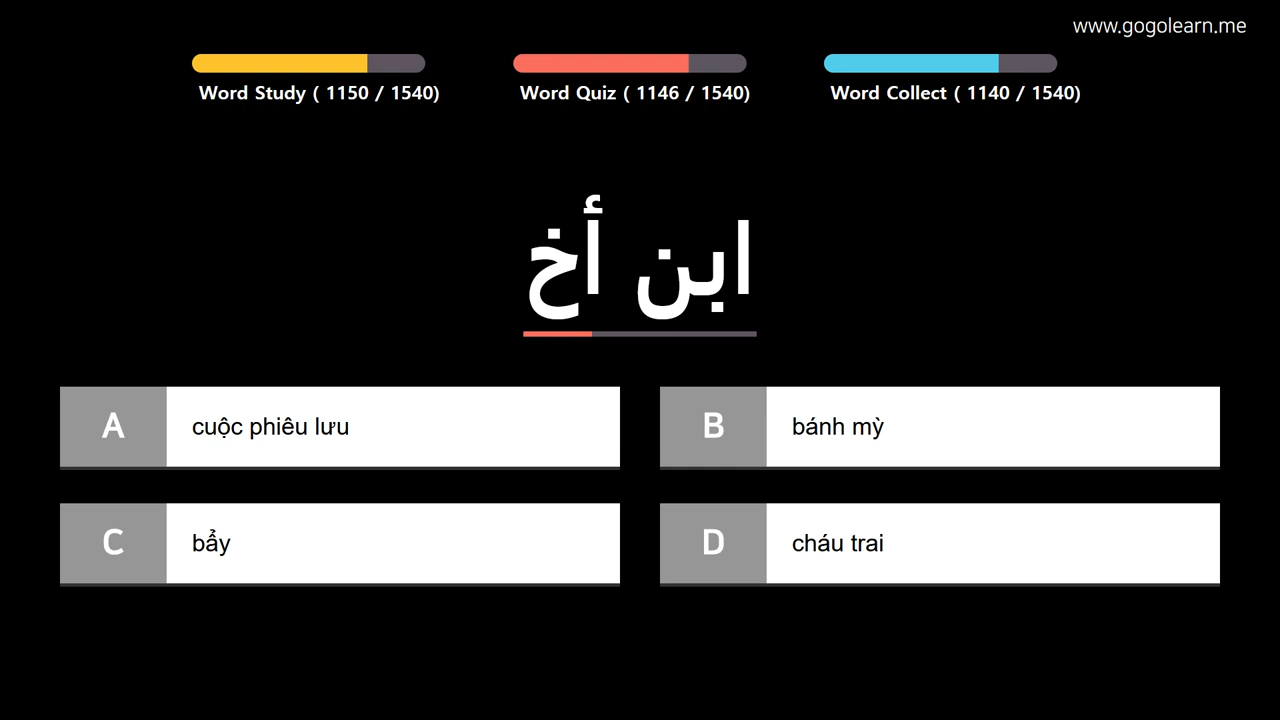 www.gogolearn.me
Word Study ( 1150 / 1540)
Word Quiz ( 1146 / 1540)
Word Collect ( 1140 / 1540)
ابن أخ
A cuộc phiêu lưu
B bánh mỳ
C bẩy
D cháu trai